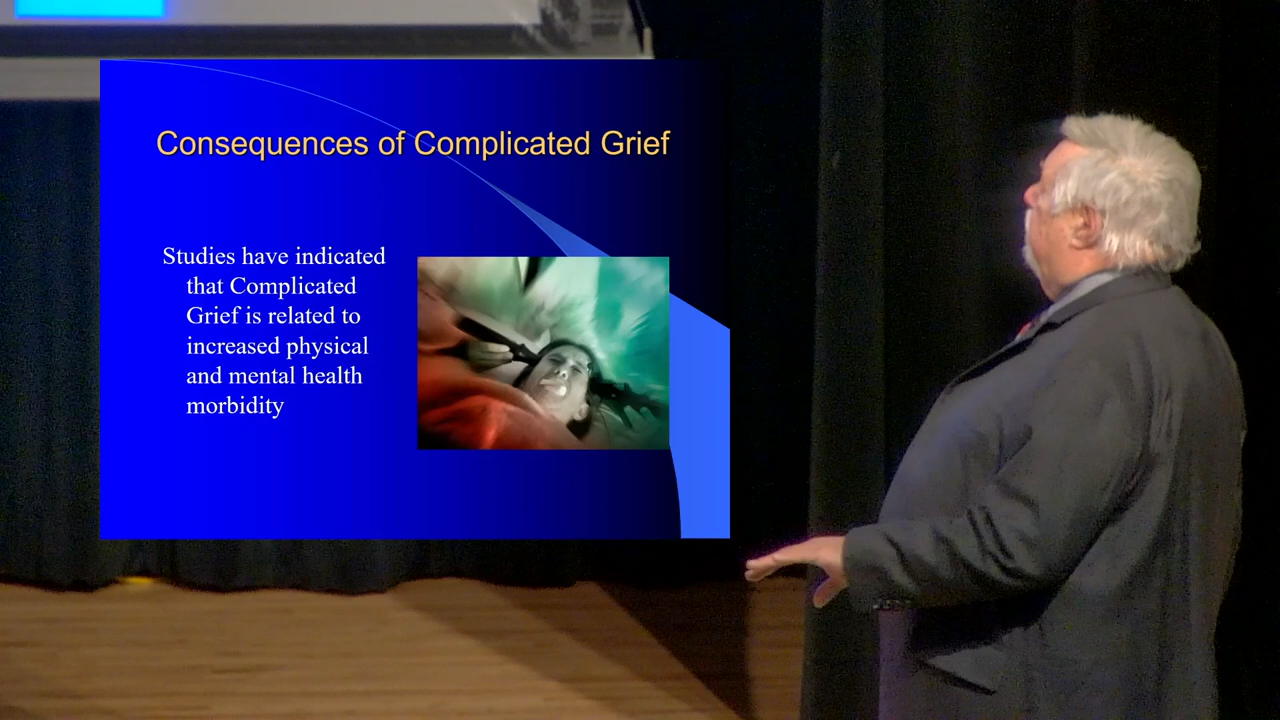 Consequences of Complicated Grief
Studies have indicated
that Complicated
Grief is related to
increased physical
and mental health
morbidity